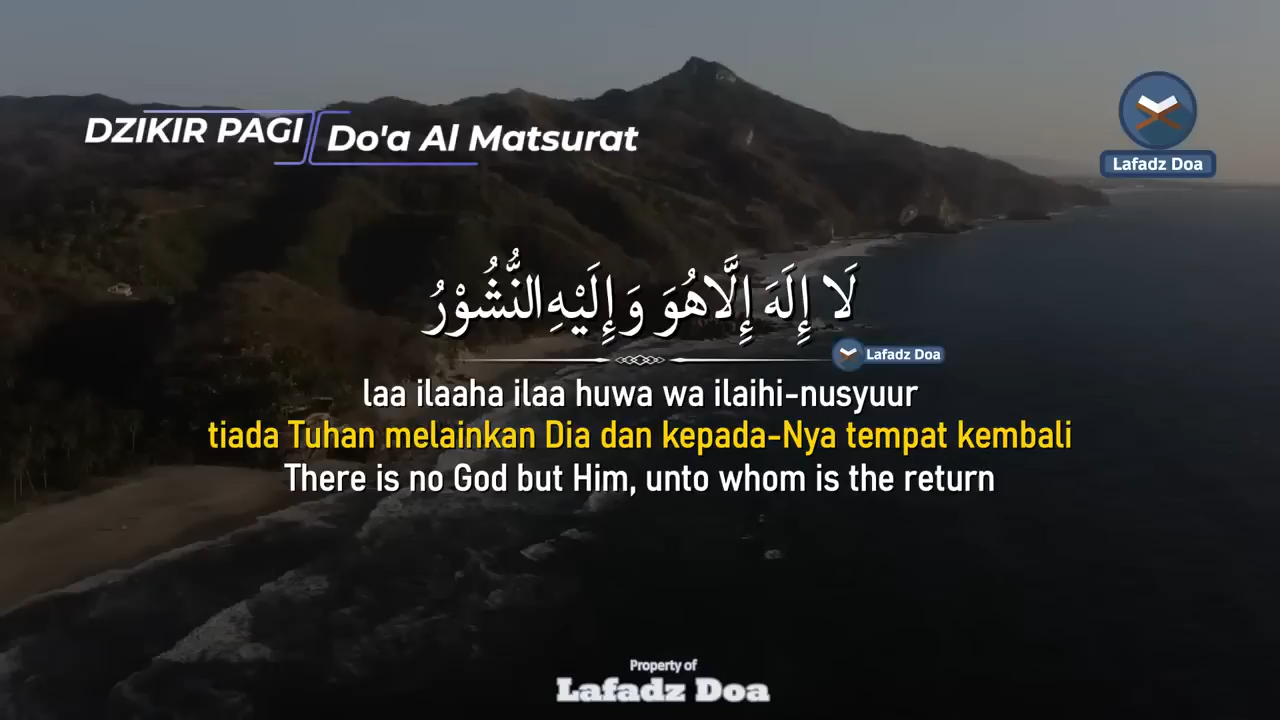 DZIKIR PAGI
Do'a Al Matsurat
Lafadz Doa
لَا إِلَهَ إِلَّاهُوَ وَإِلَيْهِ النُّشُوْرُ
Lafadz Doa
laa ilaaha ilaa huwa wa ilaihi-nusyuur
tiada Tuhan melainkan Dia dan kepada-Nya tempat kembali
There is no God but Him, unto whom is the return
Property of
Lafadz Doa